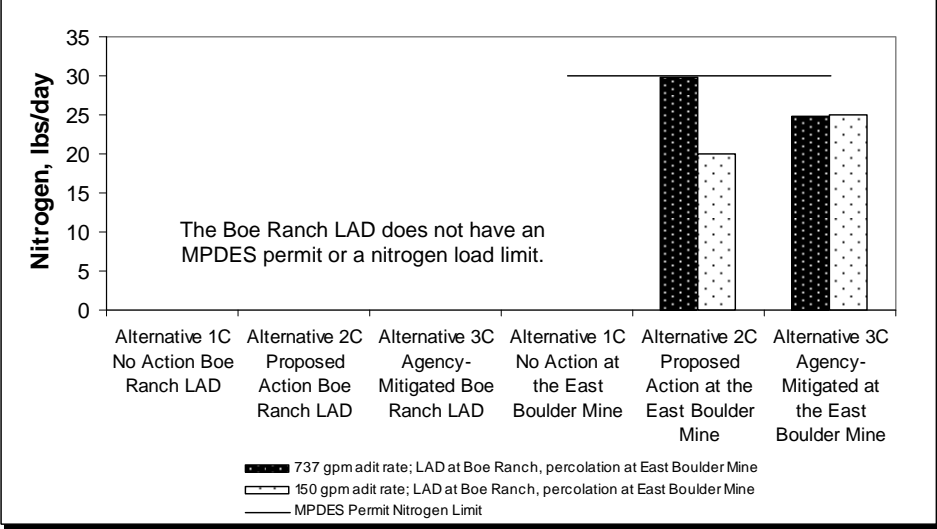 Nitrogen, lbs/day
35
30
25
20
15
10
5
0
The Boe Ranch LAD does not have an
MPDES permit or a nitrogen load limit.
Alternative 1C
No Action Boe
Ranch LAD
Alternative 2C
Proposed
Action Boe
Ranch LAD
Alternative 3C
Agency-
Mitigated Boe
Ranch LAD
Alternative 1C
No Action at
the East
Boulder Mine
Alternative 2C
Proposed
Action at the
East Boulder
Mine
Alternative 3C
Agency-
Mitigated at
the East
Boulder Mine
737 gpm adit rate; LAD at Boe Ranch, percolation at East Boulder Mine
150 gpm adit rate; LAD at Boe Ranch, percolation at East Boulder Mine
MPDES Permit Nitrogen Limit